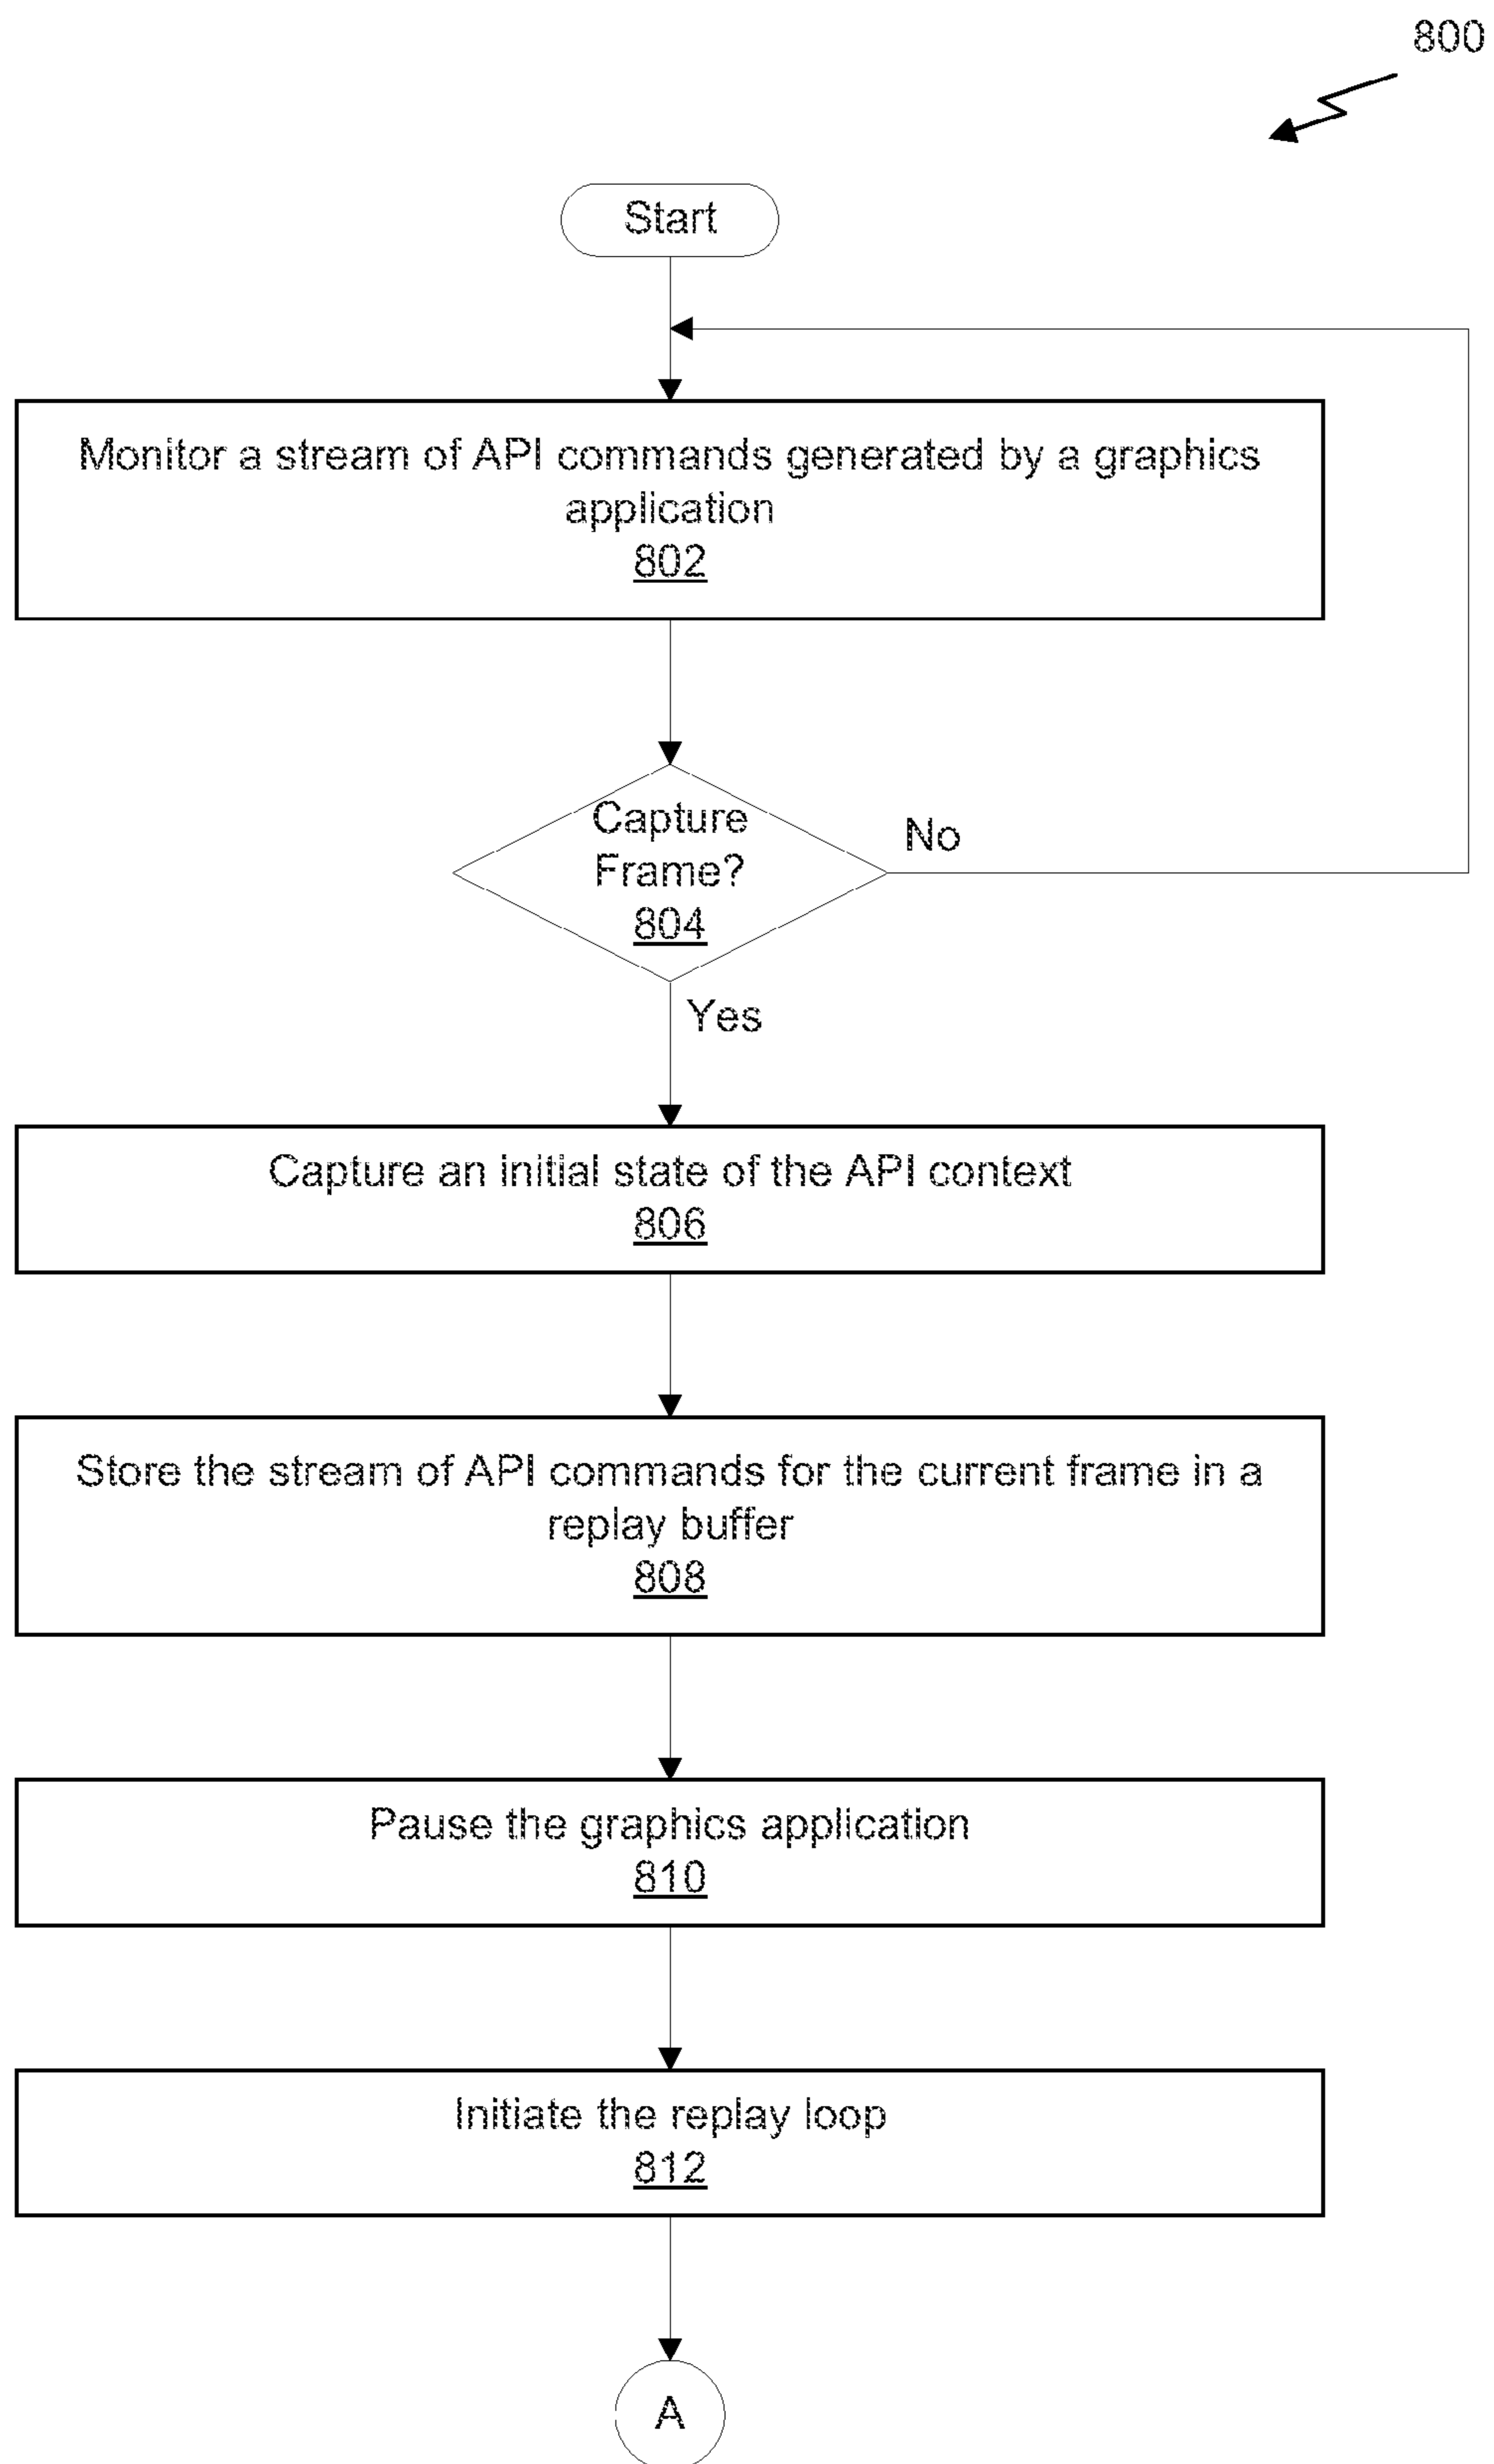 800
Start
Monitor a stream of API commands generated by a graphics
application
802
Capture
Frame?
804
No
Yes
Capture an initial state of the API context
806
Store the stream of API commands for the current frame in a
replay buffer
808
Pause the graphics application
810
Initiate the replay loop
812
A